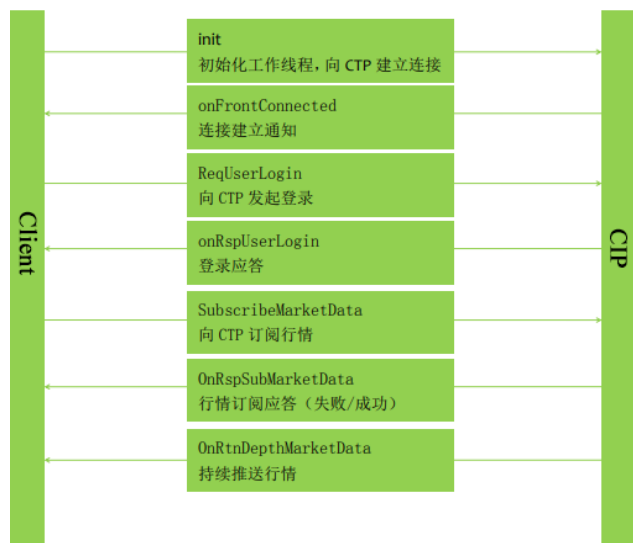 Client
init
初始化工作线程，向 CTP 建立连接
onFrontConnected
连接建立通知
ReqUserLogin
向 CTP 发起登录
onRspUserLogin
登录应答
SubscribeMarketData
向 CTP 订阅行情
OnRspSubMarketData
行情订阅应答（失败/成功）
OnRtnDepthMarketData
持续推送行情
CIP